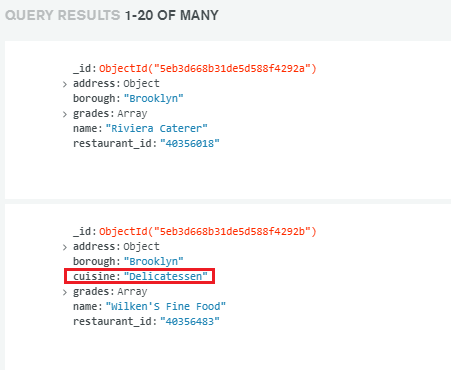 QUERY RESULTS 1-20 OF MANY
_id: ObjectId("5eb3d668b31de5d588f4292a")
address: Object
borough: "Brooklyn"
grades: Array
name: "Riviera Caterer"
restaurant_id: "40356018"
_id: ObjectId("5eb3d668b31de5d588f4292b")
address: Object
borough: "Brooklyn"
cuisine: "Delicatessen"
grades: Array
name: "Wilken'S Fine Food"
restaurant_id: "40356483"